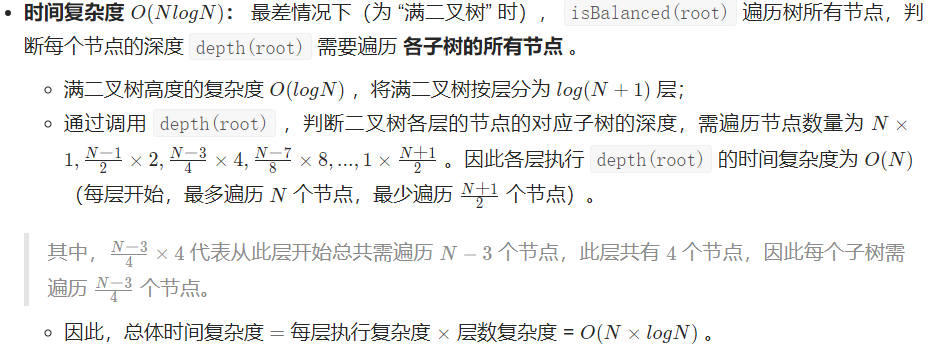 • 时间复杂度 O(NlogN)： 最差情况下（为 “满二叉树” 时）， isBalanced(root) 遍历树所有节点，判
断每个节点的深度 depth(root) 需要遍历 各子树的所有节点 。
◦ 满二叉树高度的复杂度 O(logN) ，将满二叉树按层分为 log(N + 1) 层；
◦ 通过调用 depth(root) ，判断二叉树各层的节点的对应子树的深度，需遍历节点数量为 N ×
1, \frac{N-1}{2} × 2, \frac{N-3}{4} × 4, \frac{N-7}{8} × 8, ..., 1 × \frac{N+1}{2} 。因此各层执行 depth(root) 的时间复杂度为 O(N)
（每层开始，最多遍历 N 个节点，最少遍历 \frac{N+1}{2} 个节点）。
其中，\frac{N-3}{4} × 4 代表从此层开始总共需遍历 N − 3 个节点，此层共有 4 个节点，因此每个子树需
遍历 \frac{N-3}{4} 个节点。
◦ 因此，总体时间复杂度 = 每层执行复杂度 × 层数复杂度 = O(N × logN) 。